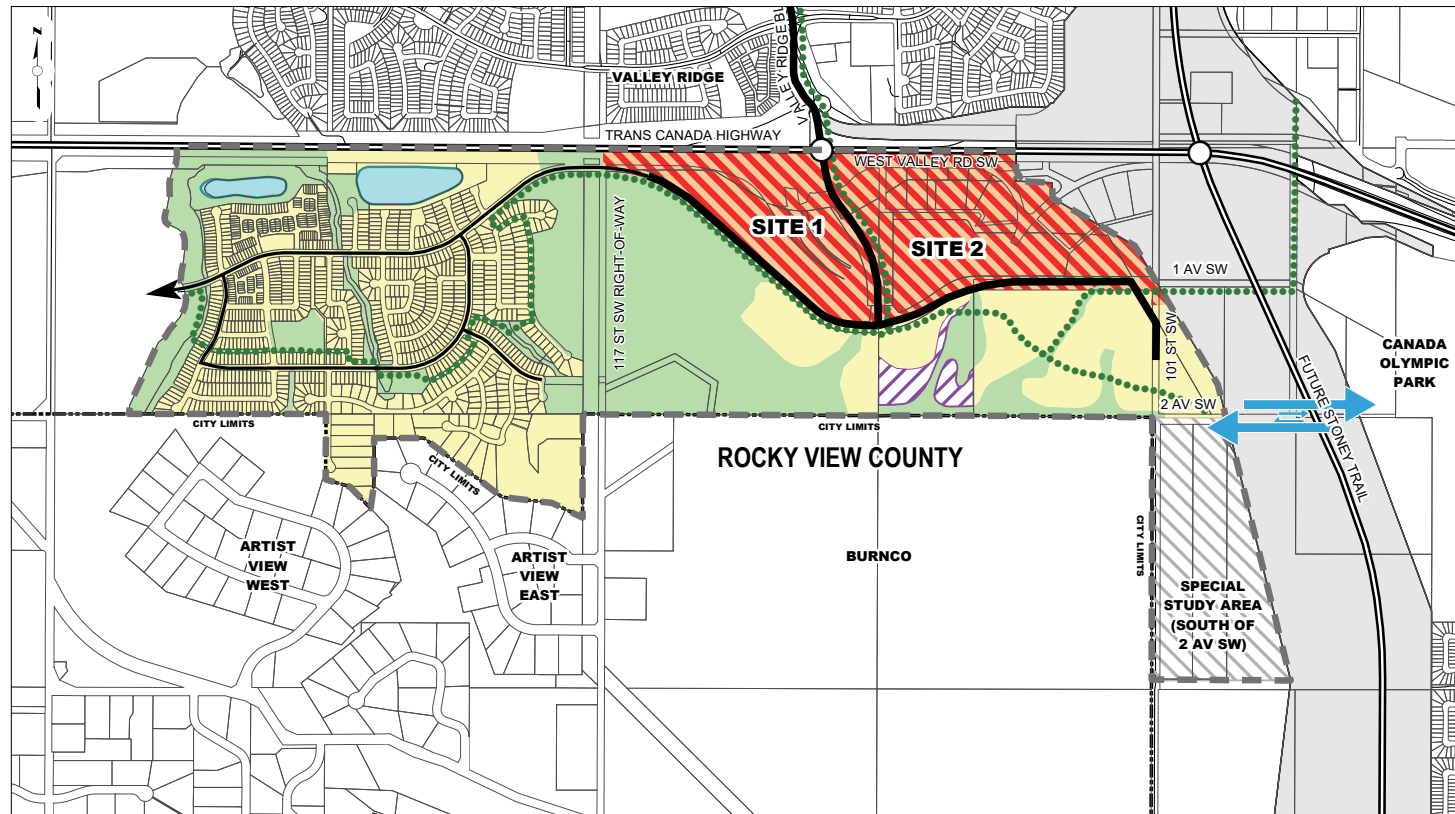 VALLEY RIDGEBL
VALLEY RIDGE
TRANS CANADA HIGHWAY
WEST VALLEY RD SW
SITE 1
SITE 2
1 AV SW
117 ST SW RIGHT-OF-WAY
101 ST SW
FUTURE STONEY TRAIL
CANADA
OLYMPIC
PARK
2 AV SW
CITY LIMITS
CITY LIMITS
CITY LIMITS
ROCKY VIEW COUNTY
ARTIST
VIEW
WEST
ARTIST
VIEW
EAST
BURNCO
CITY LIMITS
SPECIAL
STUDY AREA
(SOUTH OF
2 AV SW)